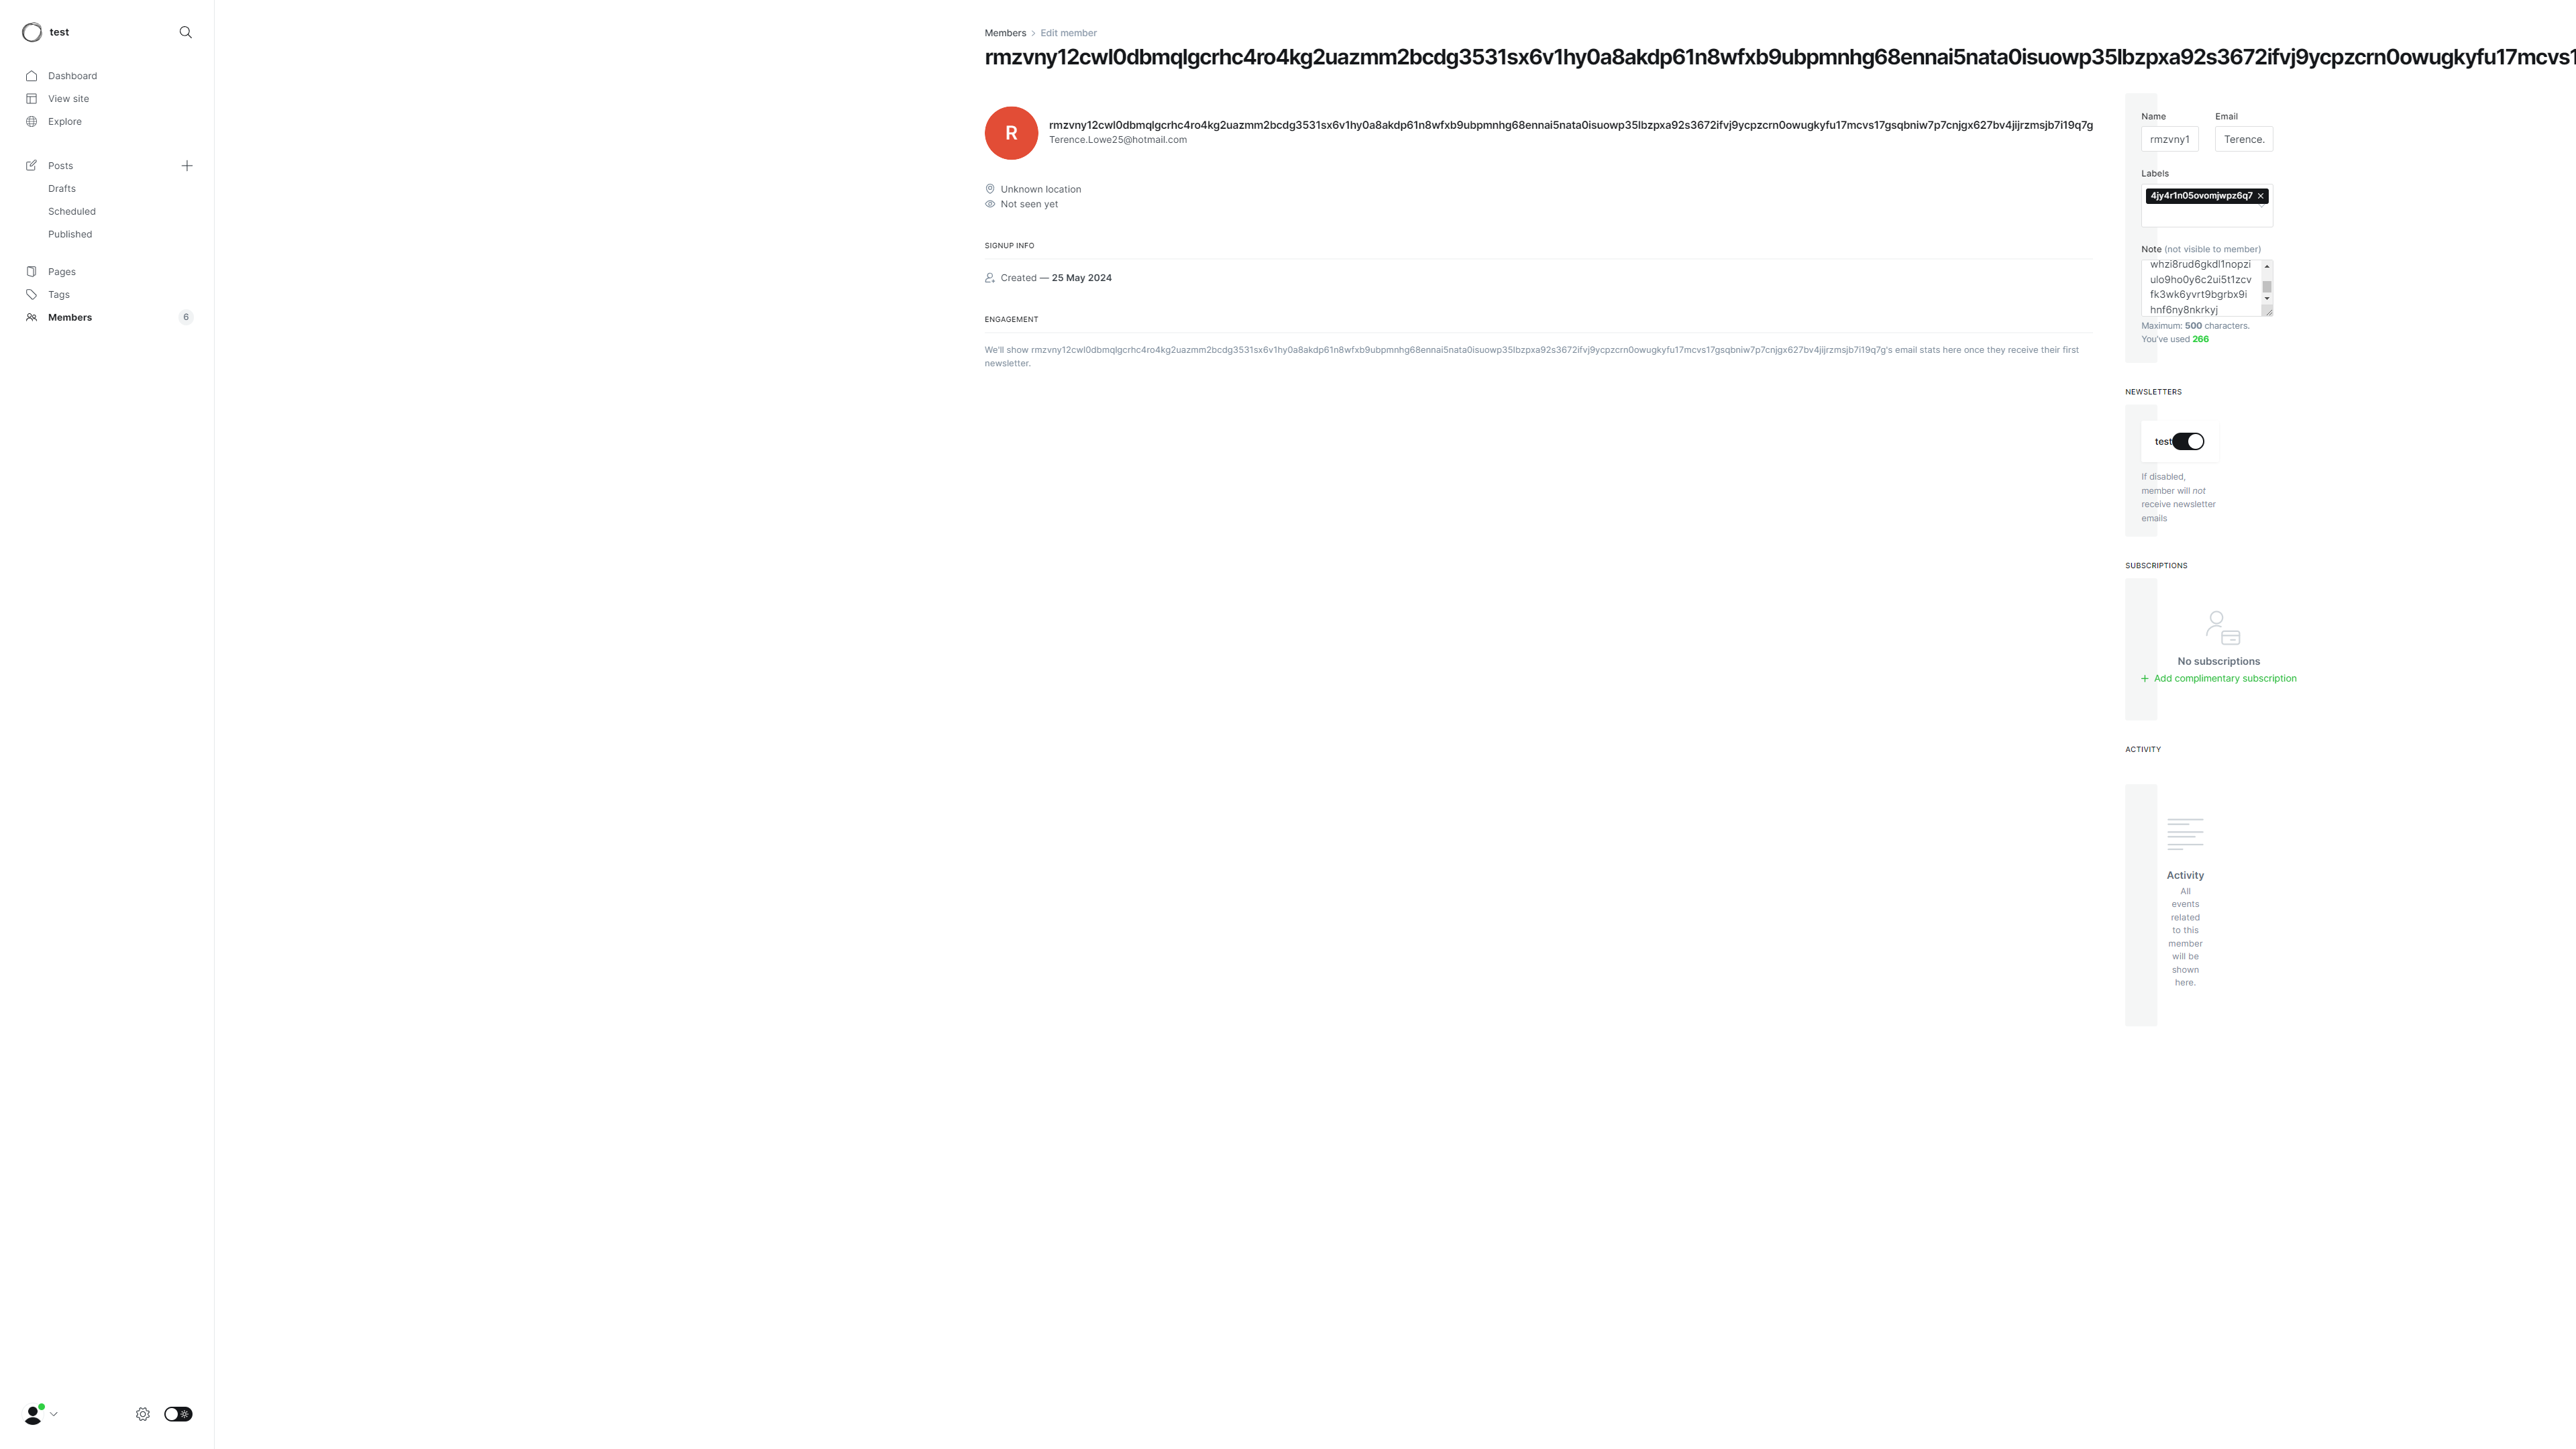 test
Dashboard
View site
Explore
Posts
Drafts
Scheduled
Published
Pages
Tags
Members 6
Members > Edit member
rmzvny12cwl0dbmqlgcrhc4ro4kg2uazmm2bcdg3531sx6v1hy0a8akdp61n8wfxb9ubpmnhg68ennai5nata0isuowp35lbzpxa92s3672ifvj9ycpzcrn0owugkyfu17mcvs1
R
rmzvny12cwl0dbmqlgcrhc4ro4kg2uazmm2bcdg3531sx6v1hy0a8akdp61n8wfxb9ubpmnhg68ennai5nata0isuowp35lbzpxa92s3672ifvj9ycpzcrn0owugkyfu17mcvs17gsqbniw7p7cnjgx627bv4jijrzmsjb7i19q7g
Terence.Lowe25@hotmail.com
Unknown location
Not seen yet
SIGNUP INFO
Created — 25 May 2024
ENGAGEMENT
We'll show rmzvny12cwl0dbmqlgcrhc4ro4kg2uazmm2bcdg3531sx6v1hy0a8akdp61n8wfxb9ubpmnhg68ennai5nata0isuowp35lbzpxa92s3672ifvj9ycpzcrn0owugkyfu17mcvs17gsqbniw7p7cnjgx627bv4jijrzmsjb7i19q7g's email stats here once they receive their first
newsletter.
Name Email
rmzvny1 Terence.
Labels
4jy4r1n05ovomjwpz6q7
Note (not visible to member)
whzi8rud6gkdl1nopzi
ulo9ho0y6c2ui5t1zcv
fk3wk6yvrt9bgrbx9i
hnf6ny8nkrkyj
Maximum: 500 characters.
You've used 266
NEWSLETTERS
test
If disabled,
member will not
receive newsletter
emails
SUBSCRIPTIONS
No subscriptions
+ Add complimentary subscription
ACTIVITY
Activity
All
events
related
to this
member
will be
shown
here.